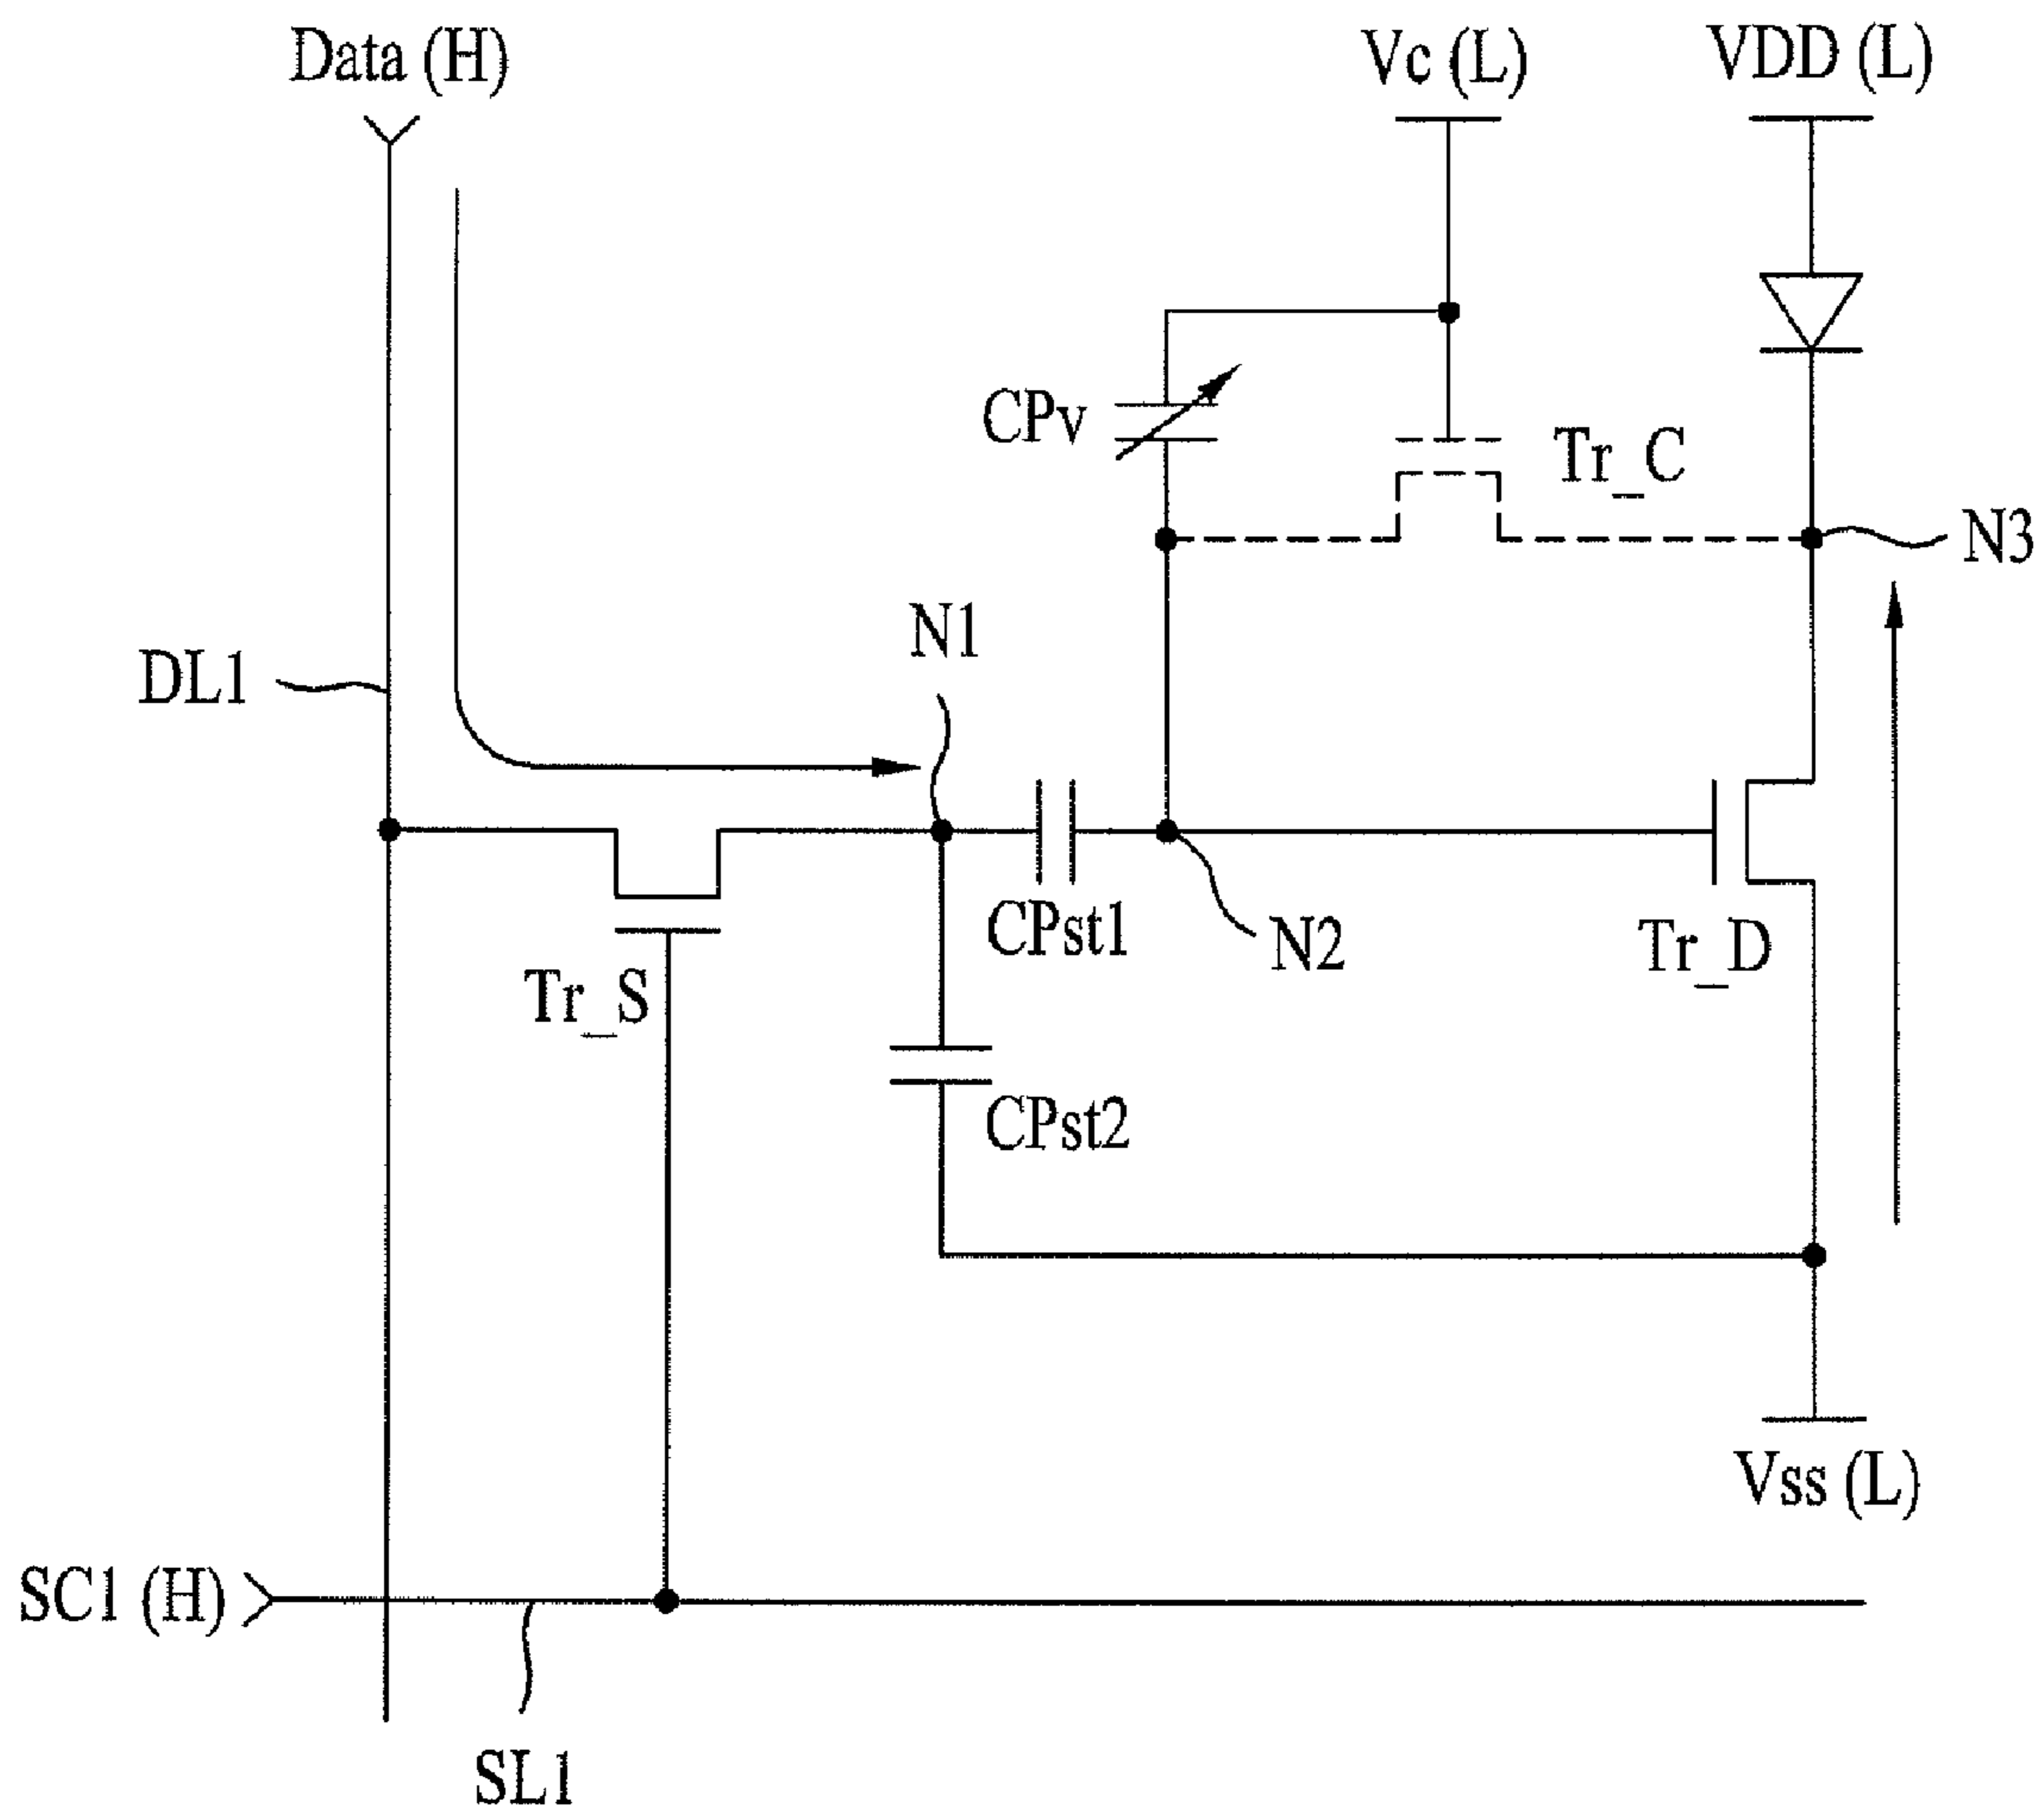 Data (H)
Vc (L)
VDD (L)
CPv
Tr_C
N3
N1
DL1
CPst1
N2
Tr_D
Tr_S
CPst2
Vss (L)
SC1 (H)
SL1